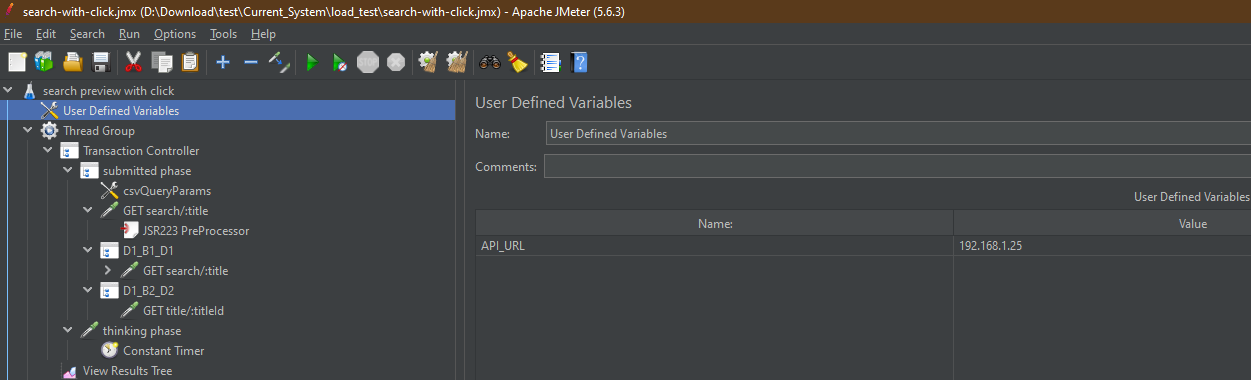 search-with-click.jmx (D:\Download\test\Current_System\load_test\search-with-click.jmx) - Apache JMeter (5.6.3)
File Edit Search Run Options Tools Help
STOP
search preview with click
User Defined Variables
Thread Group
Transaction Controller
submitted phase
csvQueryParams
GET search/:title
JSR223 PreProcessor
D1_B1_D1
GET search/:title
D1_B2_D2
GET title/:titleId
thinking phase
Constant Timer
View Results Tree
User Defined Variables
Name: User Defined Variables
Comments:
User Defined Variables
Name: Value
API_URL 192.168.1.25